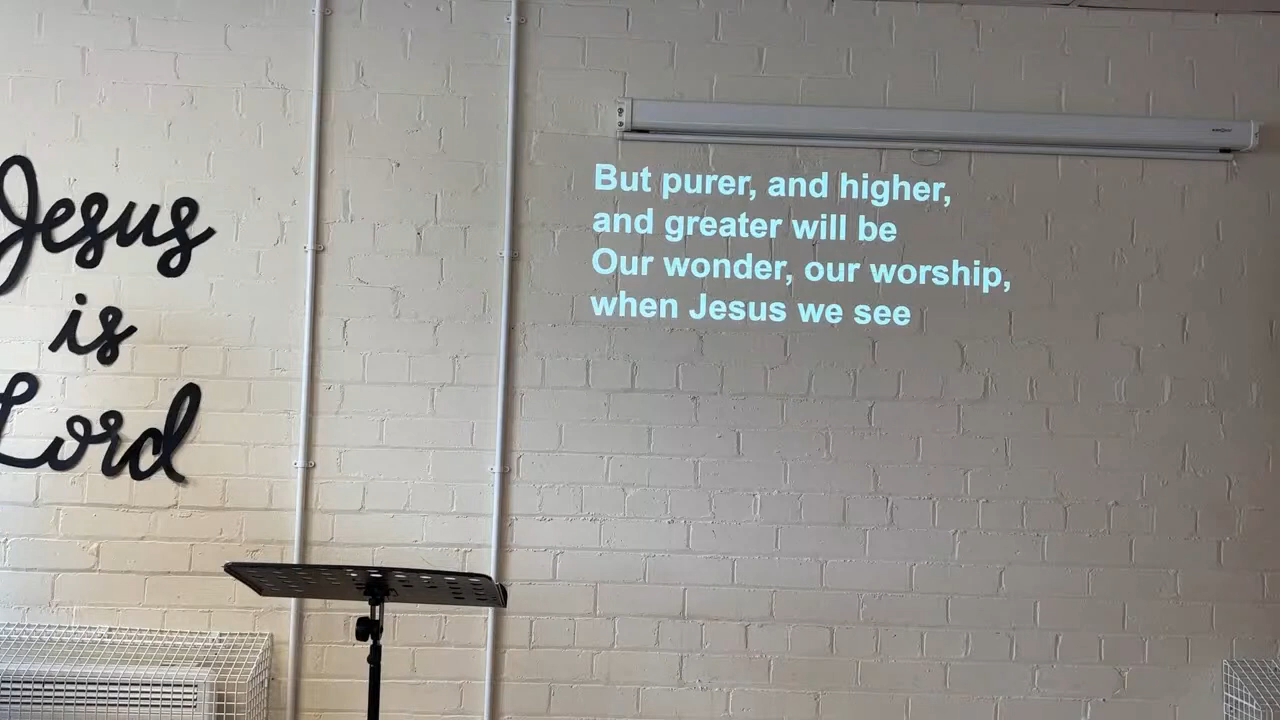 Jesus
is
Lord
But purer, and higher,
and greater will be
Our wonder, our worship,
when Jesus we see